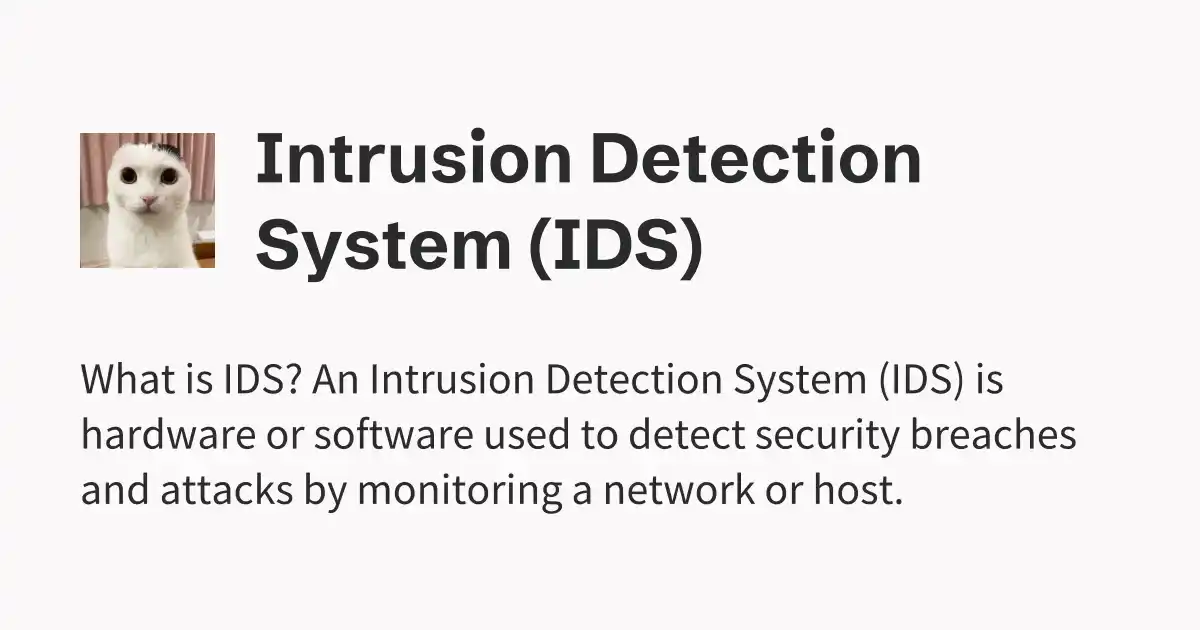 Intrusion Detection
System (IDS)
What is IDS? An Intrusion Detection System (IDS) is
hardware or software used to detect security breaches
and attacks by monitoring a network or host.